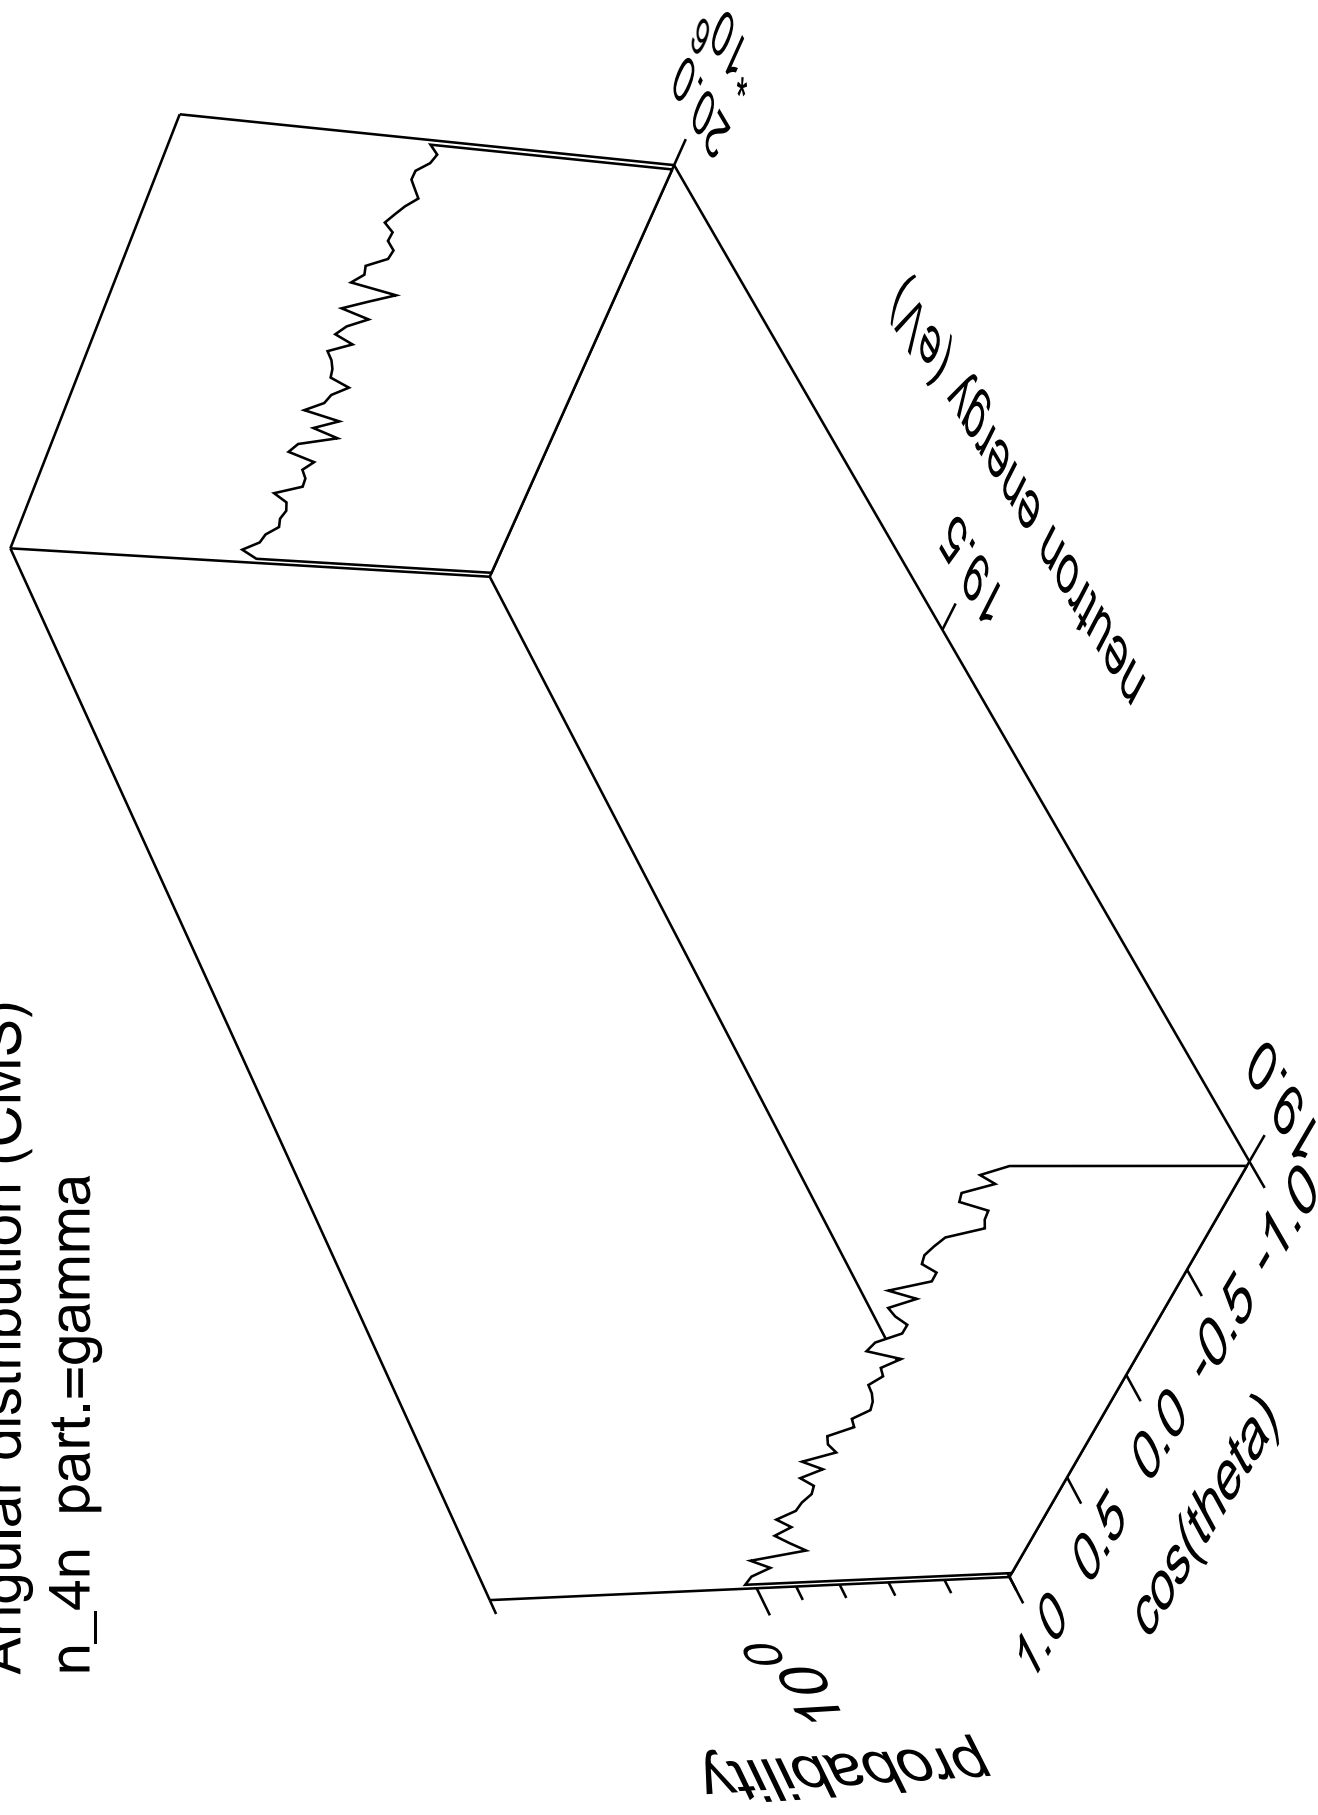 Angular distribution (CMS)
n_4n part.=gamma
probability
10⁰
1.0 0.5 0.0 -0.5 -1.0
cos(theta)
19.0 19.5 20.0
*10⁶
neutron energy (eV)